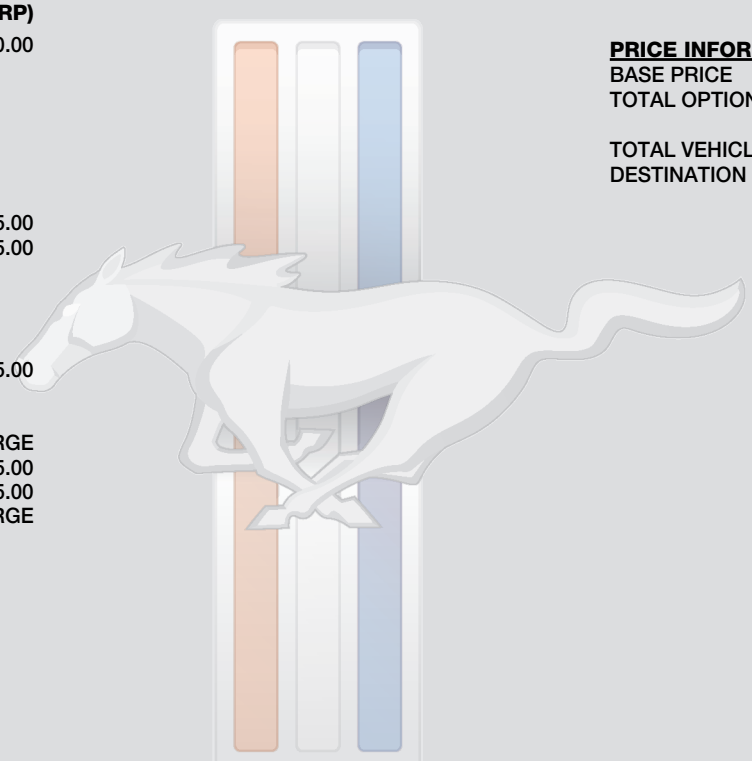 RP)
0.00
5.00
5.00
5.00
RGE
5.00
5.00
RGE
PRICE INFOR
BASE PRICE
TOTAL OPTION
TOTAL VEHICL
DESTINATION